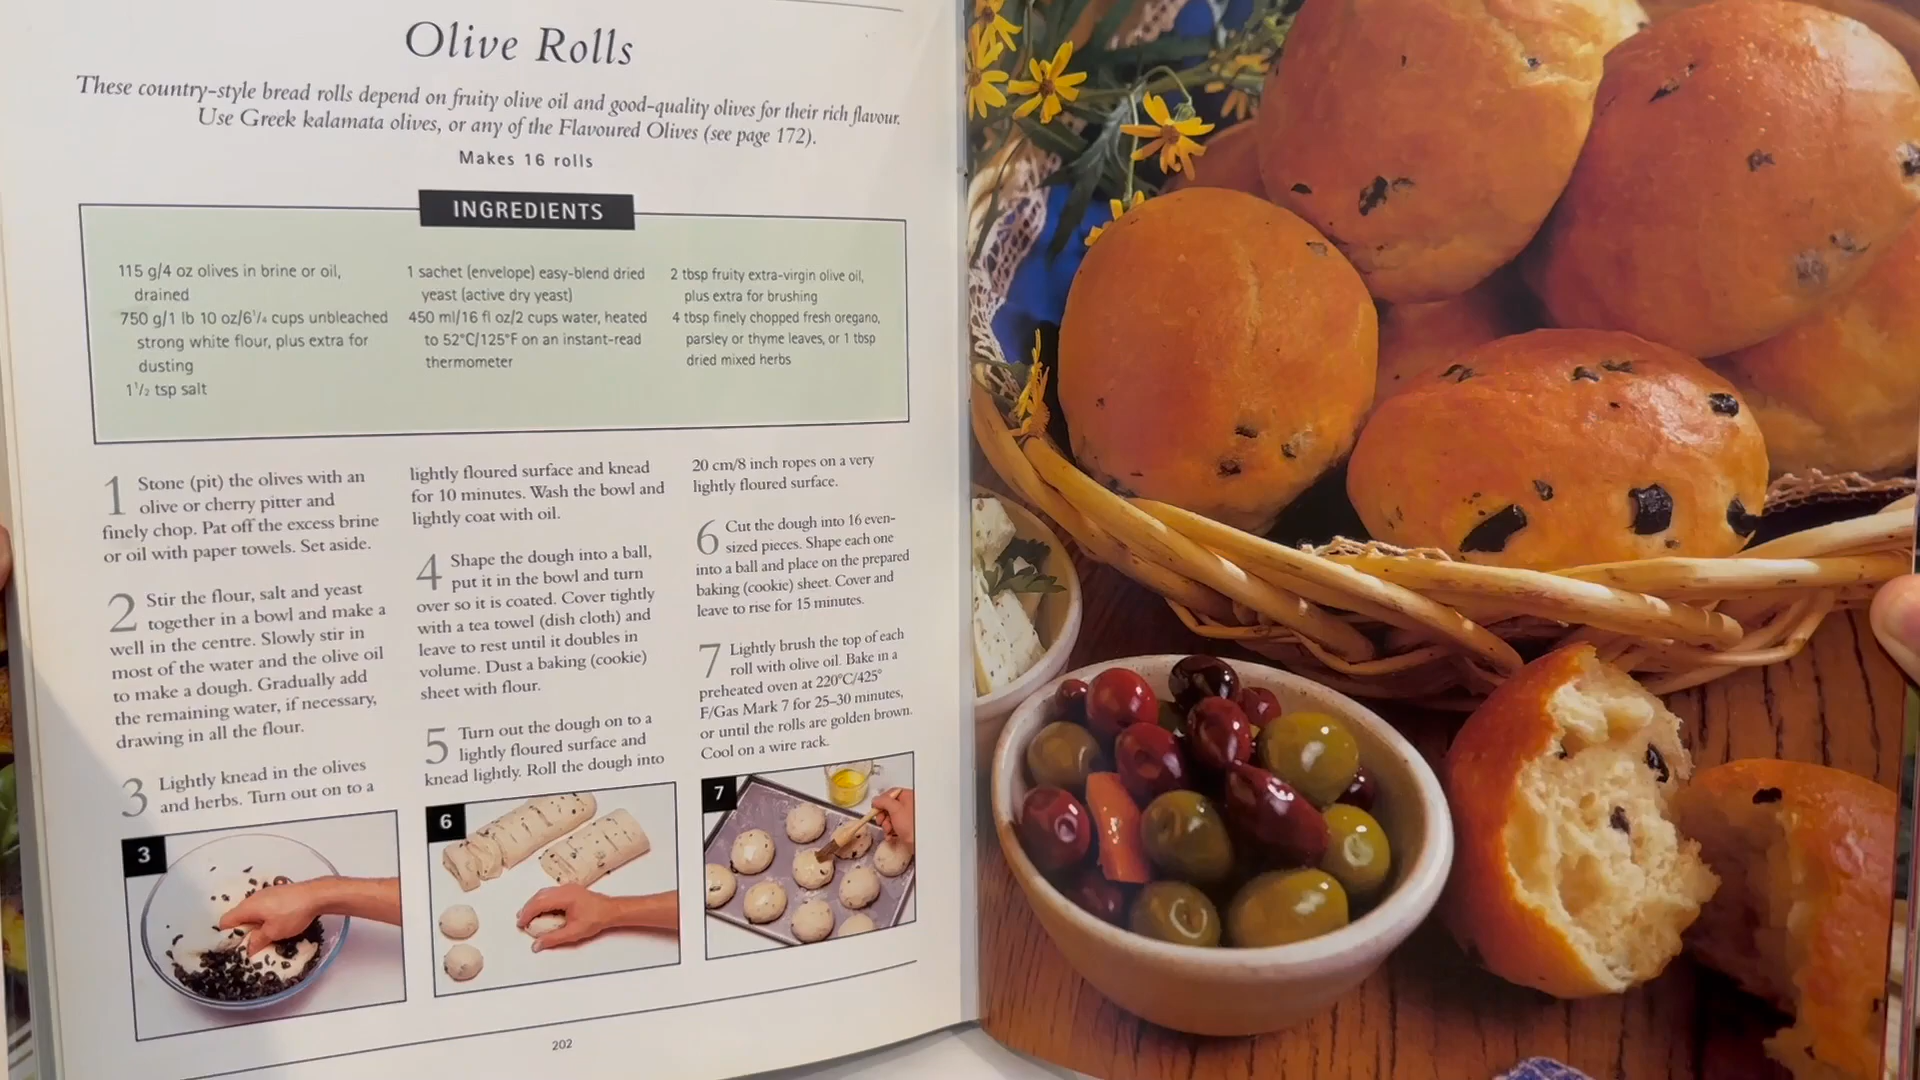 Olive Rolls
These country-style bread rolls depend on fruity olive oil and good-quality olives for their rich flavour.
Use Greek kalamata olives, or any of the Flavoured Olives (see page 172).
Makes 16 rolls
INGREDIENTS
115 g/4 oz olives in brine or oil,
drained
750 g/1 lb 10 oz/6¼ cups unbleached
strong white flour, plus extra for
dusting
1½ tsp salt
1 sachet (envelope) easy-blend dried
yeast (active dry yeast)
450 ml/16 fl oz/2 cups water, heated
to 52°C/125°F on an instant-read
thermometer
2 tbsp fruity extra-virgin olive oil,
plus extra for brushing
4 tbsp finely chopped fresh oregano,
parsley or thyme leaves, or 1 tbsp
dried mixed herbs
1 Stone (pit) the olives with an
olive or cherry pitter and
finely chop. Pat off the excess brine
or oil with paper towels. Set aside.
2 Stir the flour, salt and yeast
together in a bowl and make a
well in the centre. Slowly stir in
most of the water and the olive oil
to make a dough. Gradually add
the remaining water, if necessary,
drawing in all the flour.
3 Lightly knead in the olives
and herbs. Turn out on to a
lightly floured surface and knead
for 10 minutes. Wash the bowl and
lightly coat with oil.
4 Shape the dough into a ball,
put it in the bowl and turn
over so it is coated. Cover tightly
with a tea towel (dish cloth) and
leave to rest until it doubles in
volume. Dust a baking (cookie)
sheet with flour.
5 Turn out the dough on to a
lightly floured surface and
knead lightly. Roll the dough into
20 cm/8 inch ropes on a very
lightly floured surface.
6 Cut the dough into 16 even-
sized pieces. Shape each one
into a ball and place on the prepared
baking (cookie) sheet. Cover and
leave to rise for 15 minutes.
7 Lightly brush the top of each
roll with olive oil. Bake in a
preheated oven at 220°C/425°
F/Gas Mark 7 for 25–30 minutes,
or until the rolls are golden brown.
Cool on a wire rack.
3
6
7
202